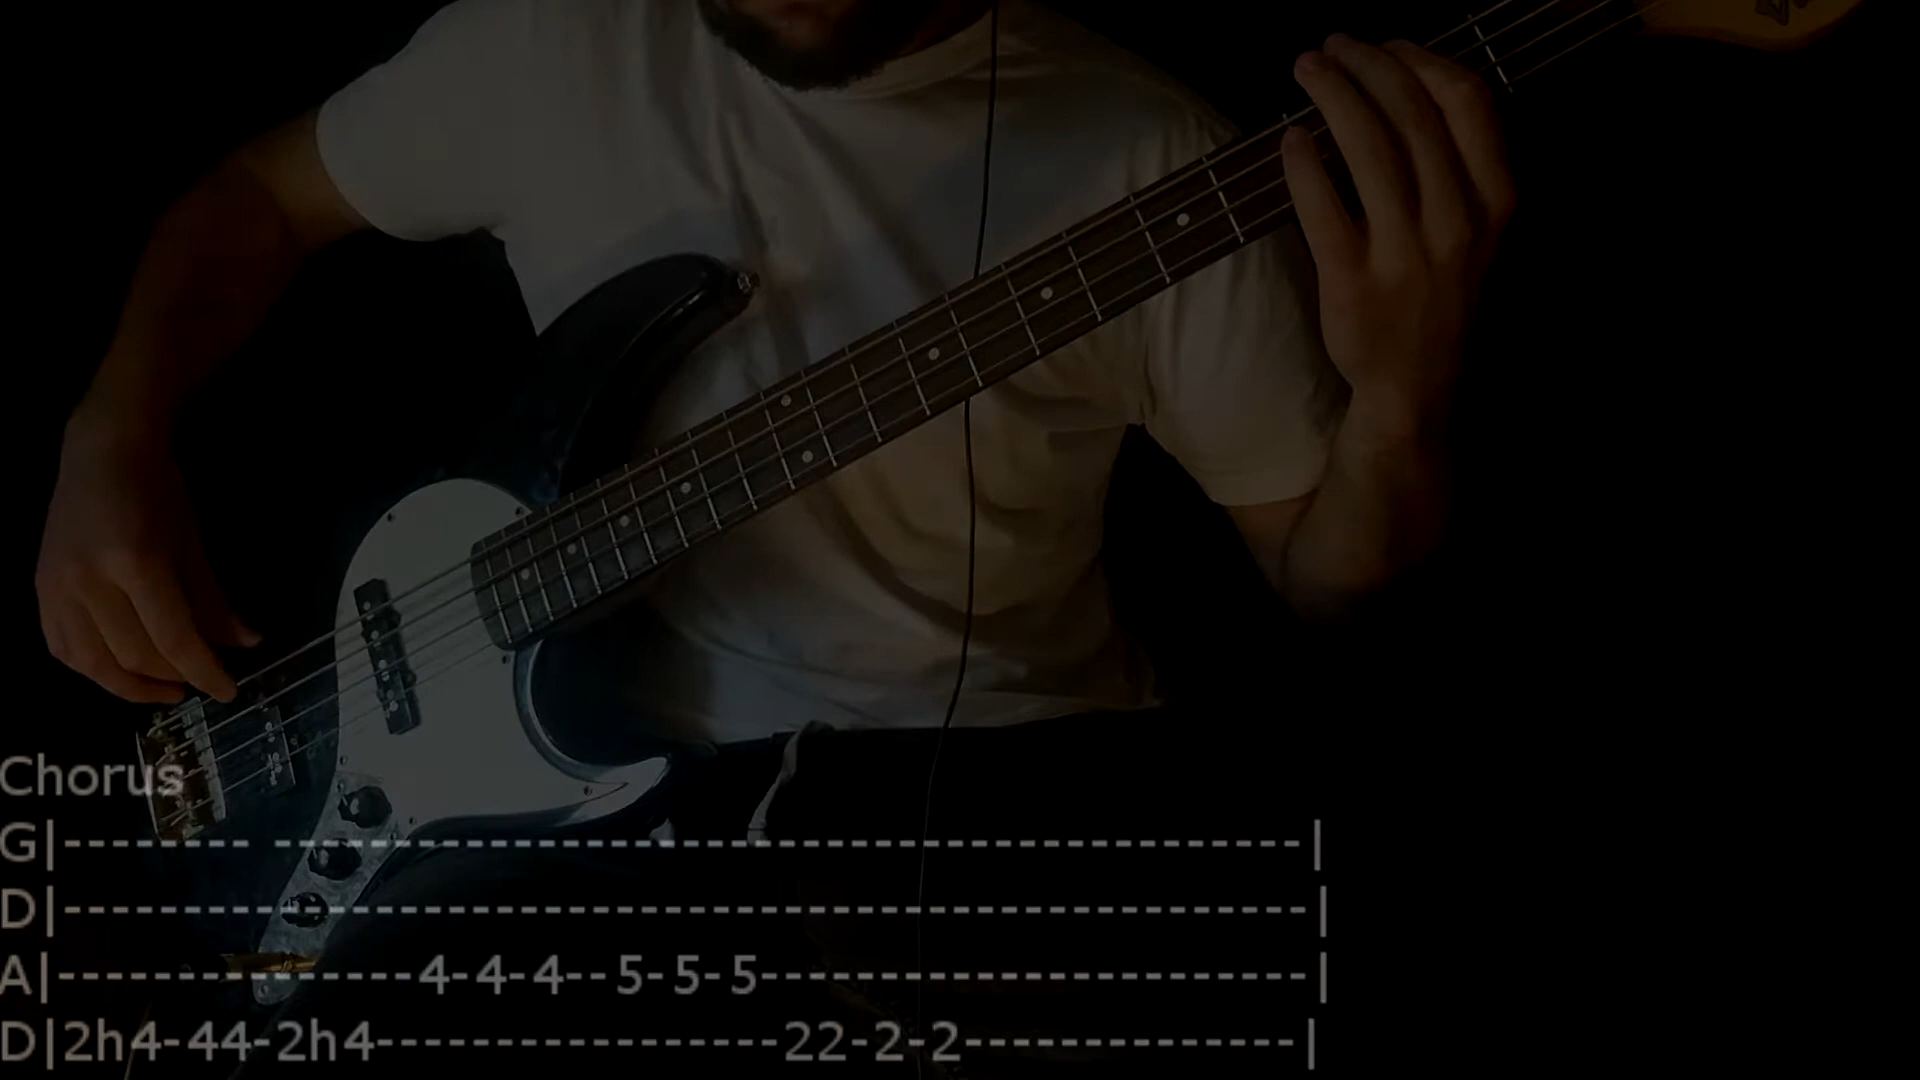 Chorus
G|-------- --------------------------------------------|
D|-----------------------------------------------------|
A|---------------4-4-4--5-5-5-----------------------|
D|2h4-44-2h4-----------------22-2-2--------------|